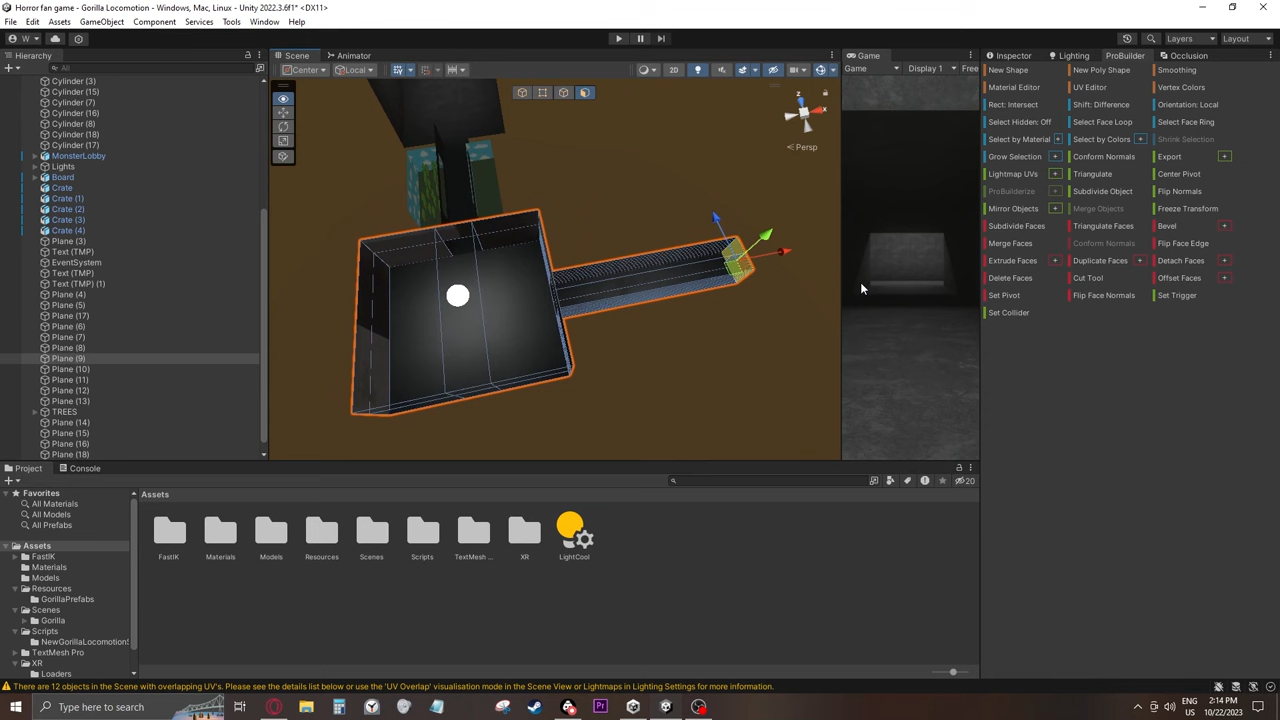 Horror fan game - Gorilla Locomotion - Windows, Mac, Linux - Unity 2022.3.6f1* <DX11>
File Edit Assets GameObject Component Services Tools Window Help
W Layers Layout
Hierarchy Scene Animator Game Inspector Lighting ProBuilder Occlusion
All Center Local 2D Game Display 1 Free
Cylinder (3)
Cylinder (15)
Cylinder (7)
Cylinder (16)
Cylinder (8)
Cylinder (18)
Cylinder (17)
MonsterLobby
Lights
Board
Crate
Crate (1)
Crate (2)
Crate (3)
Crate (4)
Plane (3)
Text (TMP)
EventSystem
Text (TMP)
Text (TMP) (1)
Plane (4)
Plane (5)
Plane (17)
Plane (6)
Plane (7)
Plane (8)
Plane (9)
Plane (10)
Plane (11)
Plane (12)
Plane (13)
TREES
Plane (14)
Plane (15)
Plane (16)
Plane (18)
z x
Persp
New Shape New Poly Shape Smoothing
Material Editor UV Editor Vertex Colors
Rect: Intersect Shift: Difference Orientation: Local
Select Hidden: Off Select Face Loop Select Face Ring
Select by Material + Select by Colors + Shrink Selection
Grow Selection + Conform Normals Export +
Lightmap UVs + Triangulate Center Pivot
ProBuilderize + Subdivide Object Flip Normals
Mirror Objects + Merge Objects Freeze Transform
Subdivide Faces Triangulate Faces Bevel +
Merge Faces Conform Normals Flip Face Edge
Extrude Faces + Duplicate Faces + Detach Faces +
Delete Faces Cut Tool Offset Faces +
Set Pivot Flip Face Normals Set Trigger
Set Collider
Project Console
20
Favorites
All Materials
All Models
All Prefabs
Assets
FastIK
Materials
Models
Resources
GorillaPrefabs
Scenes
Gorilla
Scripts
NewGorillaLocomotion
TextMesh Pro
XR
Loaders
Assets
FastIK Materials Models Resources Scenes Scripts TextMesh ... XR LightCool
There are 12 objects in the Scene with overlapping UV's. Please see the details list below or use the 'UV Overlap' visualisation mode in the Scene View or Lightmaps in Lighting Settings for more information.
Type here to search
Pr
ENG
US
2:14 PM
10/22/2023